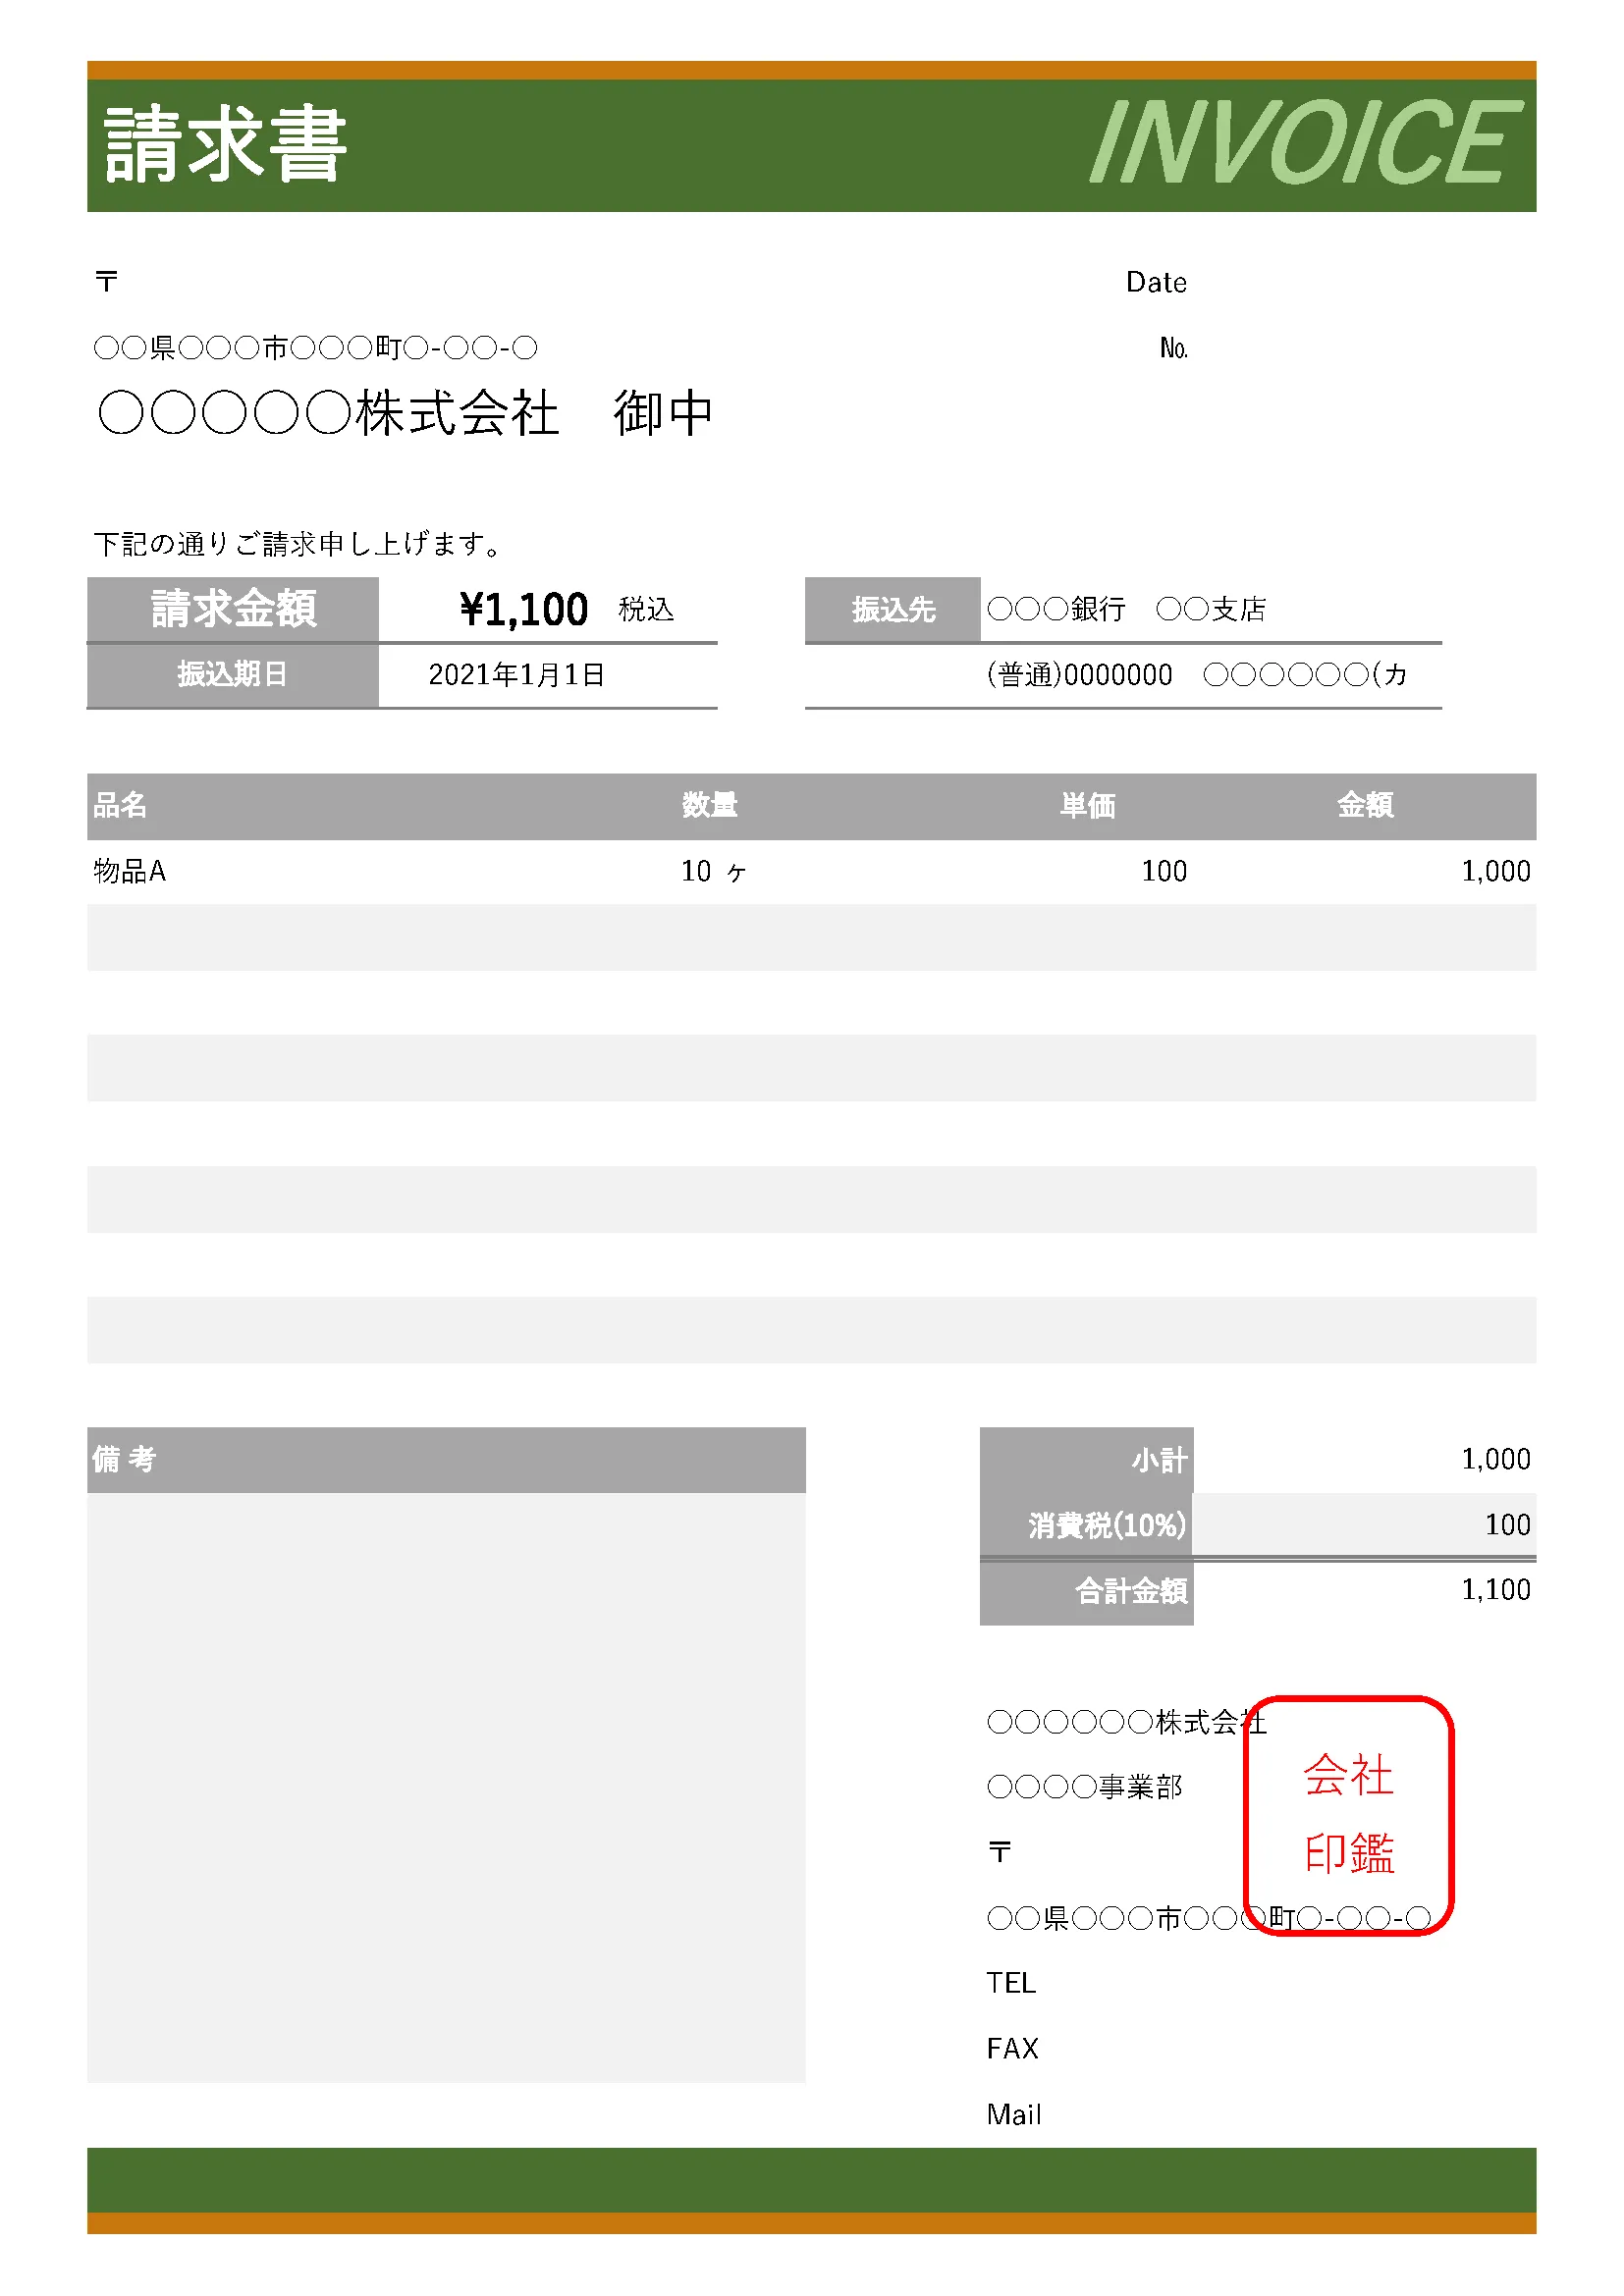 請求書 INVOICE
〒 Date
○○県○○○市○○○町○-○○-○ №
○○○○○株式会社　御中
下記の通りご請求申し上げます。
請求金額 ¥1,100 税込 振込先 ○○○銀行　○○支店
振込期日 2021年1月1日 (普通)0000000　○○○○○○(カ
品名 数量 単価 金額
物品A 10 ヶ 100 1,000
備 考 小計 1,000
消費税(10%) 100
合計金額 1,100
○○○○○○株式会社
会社
○○○○事業部
印鑑
〒
○○県○○○市○○○町○-○○-○
TEL
FAX
Mail